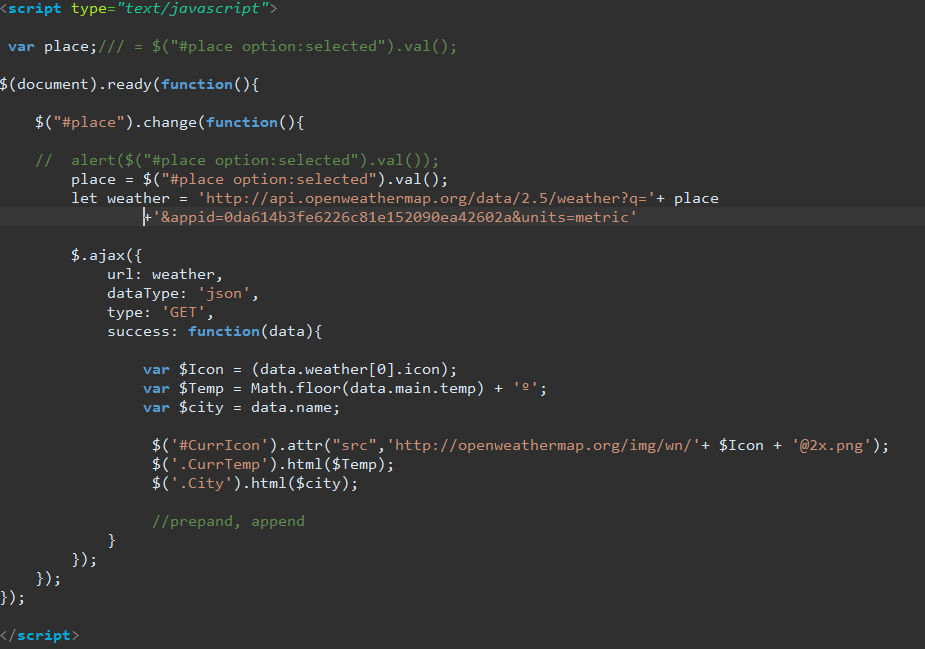 <script type="text/javascript">
var place;/// = $("#place option:selected").val();
$(document).ready(function(){
$("#place").change(function(){
// alert($("#place option:selected").val());
place = $("#place option:selected").val();
let weather = 'http://api.openweathermap.org/data/2.5/weather?q='+ place
+'&appid=0da614b3fe6226c81e152090ea42602a&units=metric'
$.ajax({
url: weather,
dataType: 'json',
type: 'GET',
success: function(data){
var $Icon = (data.weather[0].icon);
var $Temp = Math.floor(data.main.temp) + 'º';
var $city = data.name;
$('#CurrIcon').attr("src",'http://openweathermap.org/img/wn/'+ $Icon + '@2x.png');
$('.CurrTemp').html($Temp);
$('.City').html($city);
//prepand, append
}
});
});
});
</script>